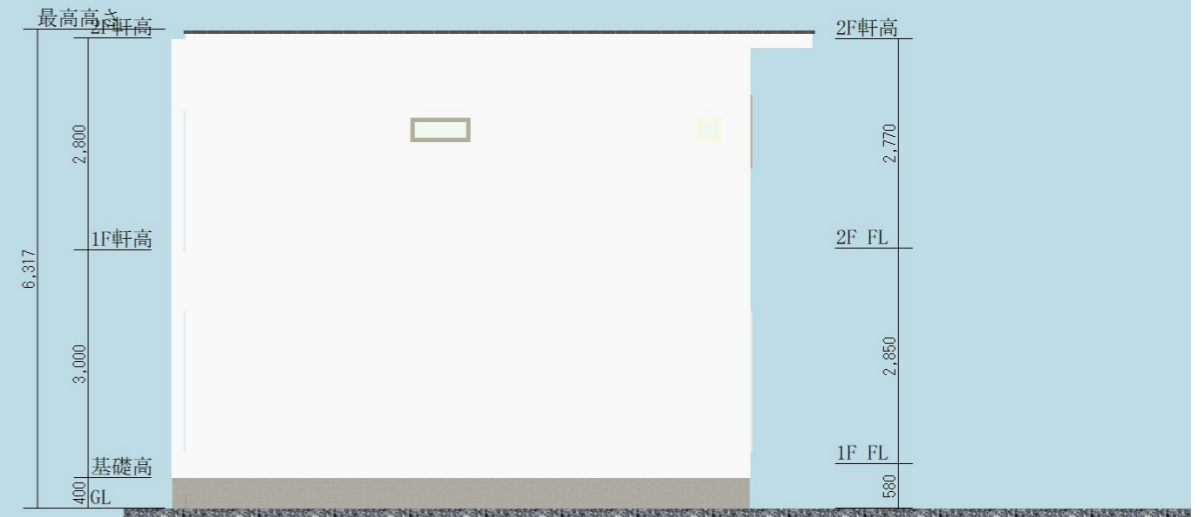 最高高さ
2F軒高
2,800
1F軒高
6,317
3,000
基礎高
400
GL
2F軒高
2,770
2F FL
2,850
1F FL
580